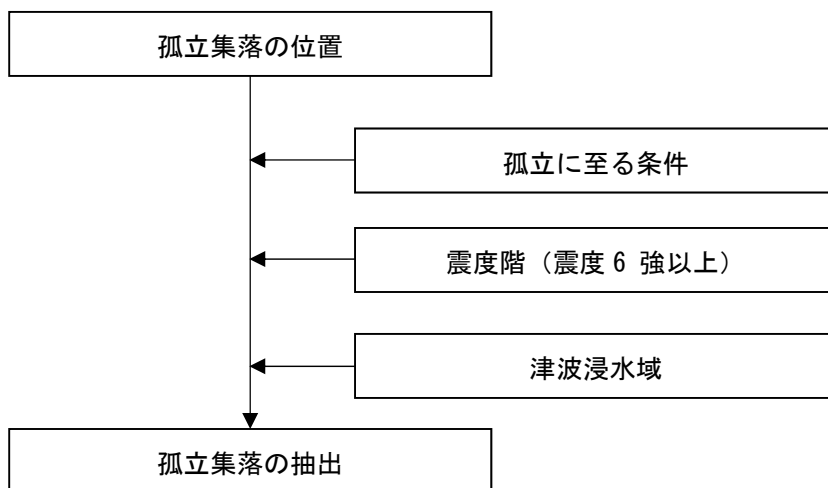 孤立集落の位置
孤立に至る条件
震度階（震度6 強以上）
津波浸水域
孤立集落の抽出